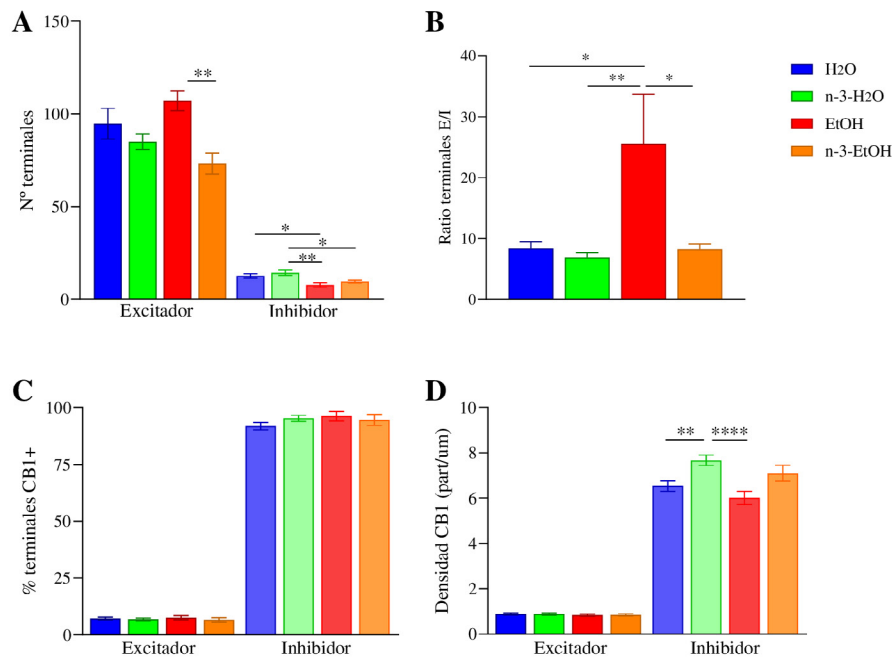 A
Nº terminales
150
100
50
0
**
*
*
**
Excitador
Inhibidor
B
Ratio terminales E/I
40
30
20
10
0
*
**
*
H2O
n-3-H2O
EtOH
n-3-EtOH
C
% terminales CB1+
100
75
50
25
0
Excitador
Inhibidor
D
Densidad CB1 (part/um)
10
8
6
4
2
0
**
****
Excitador
Inhibidor